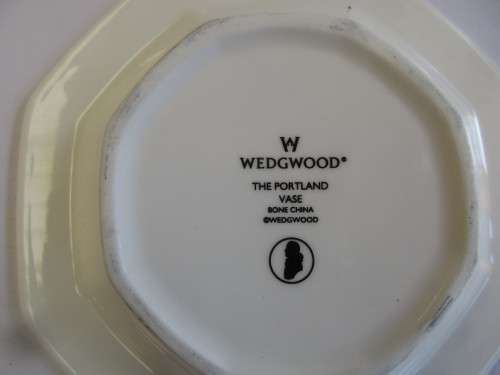 W
WEDGWOOD®
THE PORTLAND
VASE
BONE CHINA
©WEDGWOOD